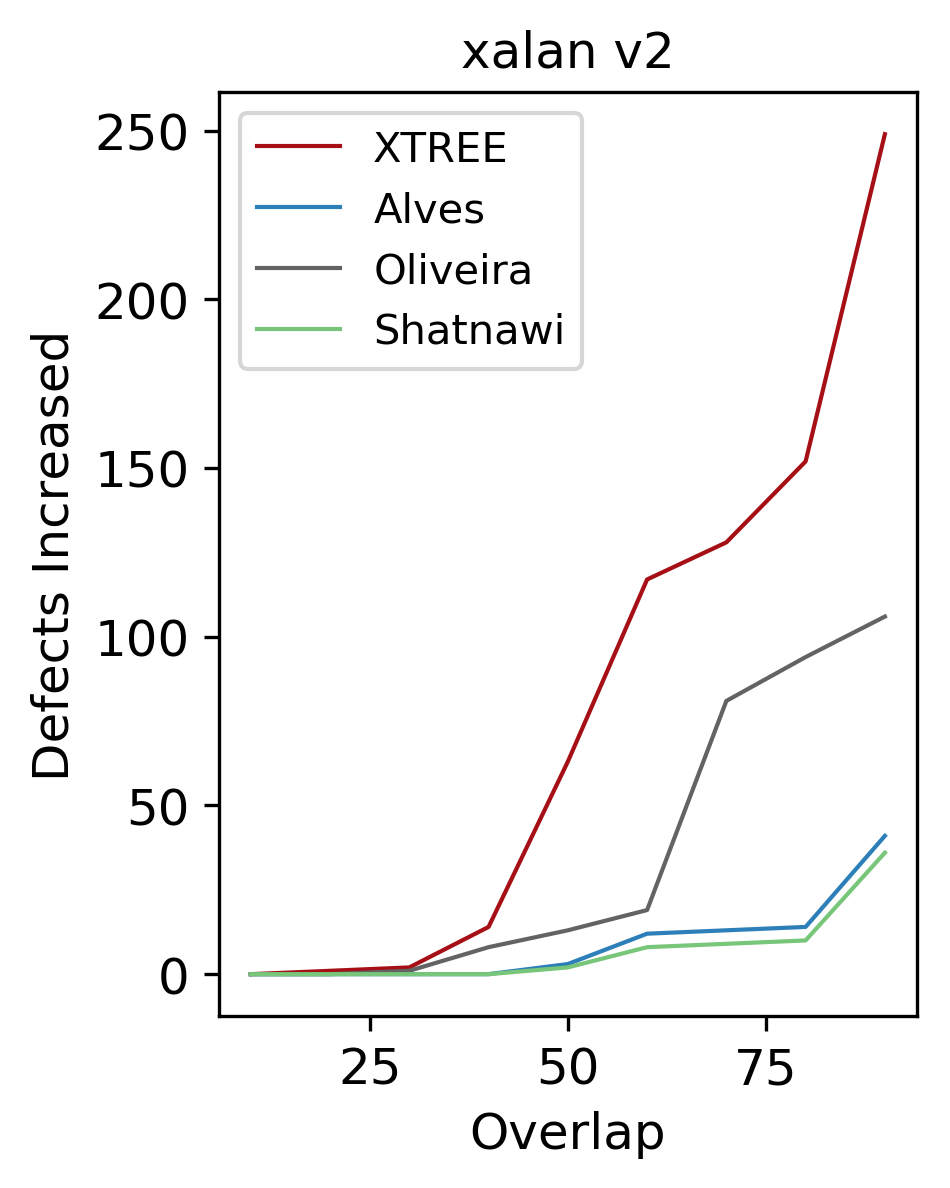 xalan v2
XTREE
Alves
Oliveira
Shatnawi
Defects Increased
250
200
150
100
50
0
25 50 75
Overlap